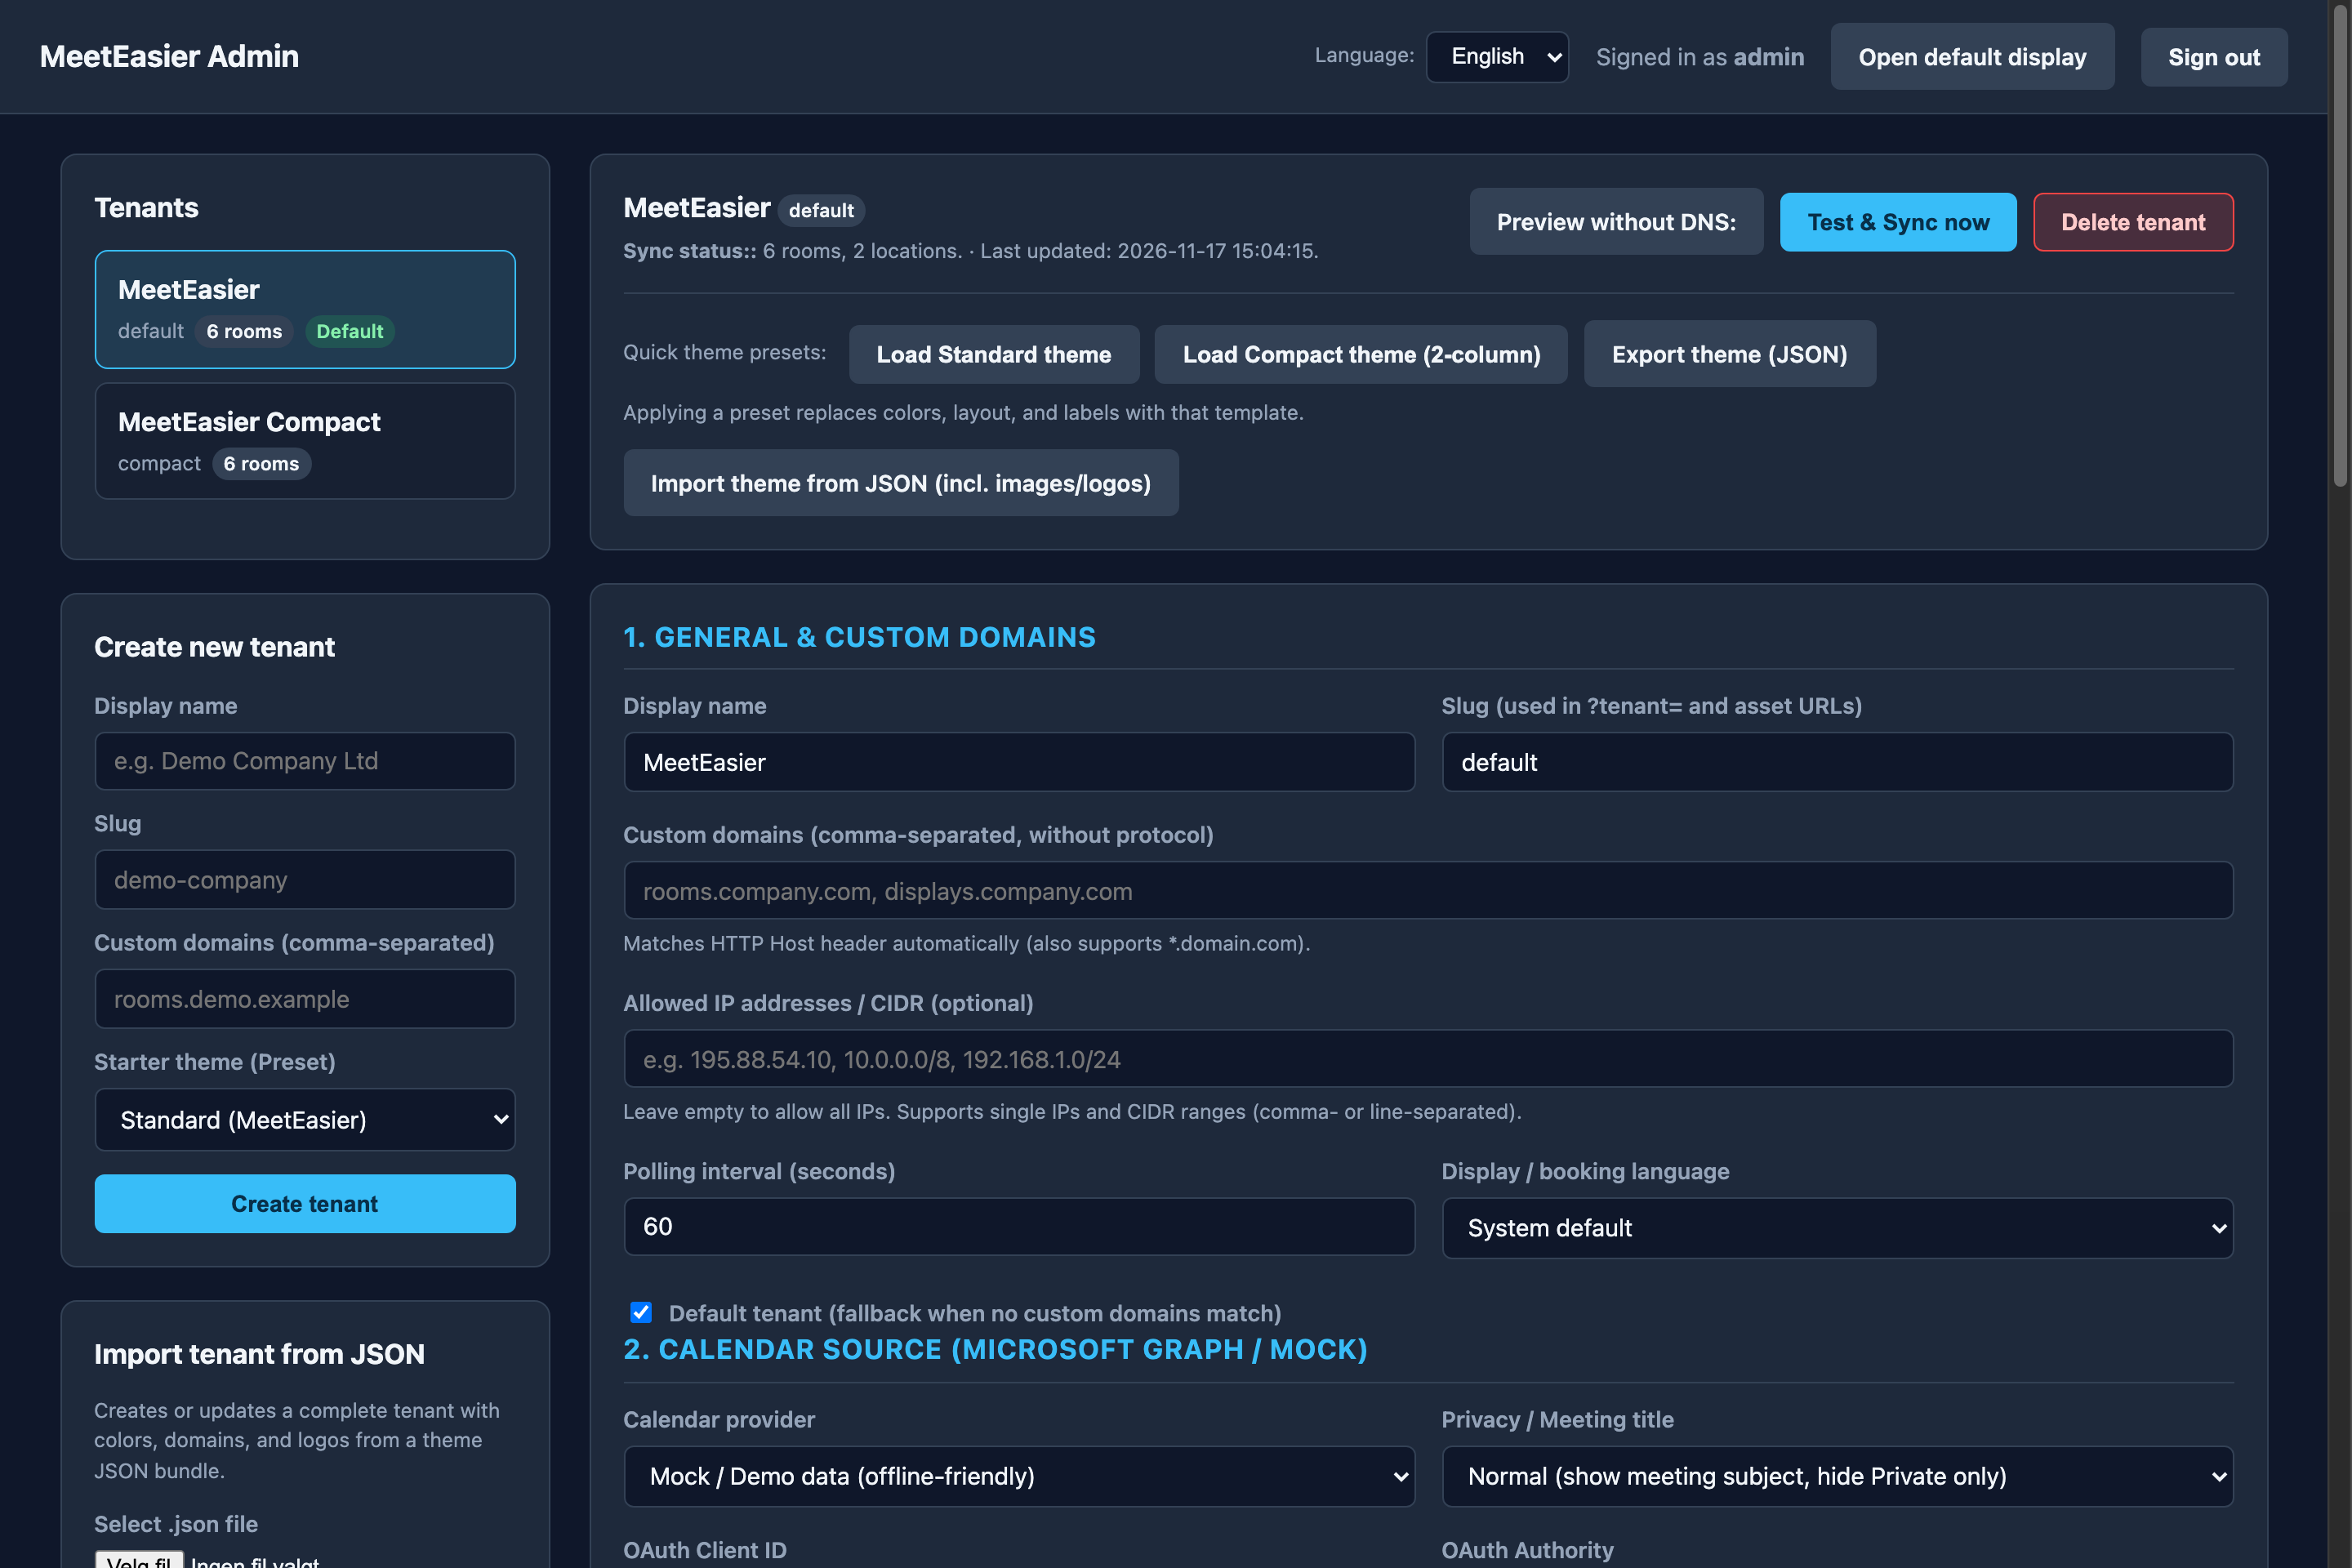 MeetEasier Admin
Language: English Signed in as admin Open default display Sign out
Tenants
MeetEasier
default 6 rooms Default
MeetEasier Compact
compact 6 rooms
Create new tenant
Display name
e.g. Demo Company Ltd
Slug
demo-company
Custom domains (comma-separated)
rooms.demo.example
Starter theme (Preset)
Standard (MeetEasier)
Create tenant
Import tenant from JSON
Creates or updates a complete tenant with
colors, domains, and logos from a theme
JSON bundle.
Select .json file
Velg fil Ingen fil valgt
MeetEasier default
Sync status:: 6 rooms, 2 locations. · Last updated: 2026-11-17 15:04:15.
Preview without DNS: Test & Sync now Delete tenant
Quick theme presets: Load Standard theme Load Compact theme (2-column) Export theme (JSON)
Applying a preset replaces colors, layout, and labels with that template.
Import theme from JSON (incl. images/logos)
1. GENERAL & CUSTOM DOMAINS
Display name Slug (used in ?tenant= and asset URLs)
MeetEasier default
Custom domains (comma-separated, without protocol)
rooms.company.com, displays.company.com
Matches HTTP Host header automatically (also supports *.domain.com).
Allowed IP addresses / CIDR (optional)
e.g. 195.88.54.10, 10.0.0.0/8, 192.168.1.0/24
Leave empty to allow all IPs. Supports single IPs and CIDR ranges (comma- or line-separated).
Polling interval (seconds) Display / booking language
60 System default
Default tenant (fallback when no custom domains match)
2. CALENDAR SOURCE (MICROSOFT GRAPH / MOCK)
Calendar provider Privacy / Meeting title
Mock / Demo data (offline-friendly) Normal (show meeting subject, hide Private only)
OAuth Client ID OAuth Authority